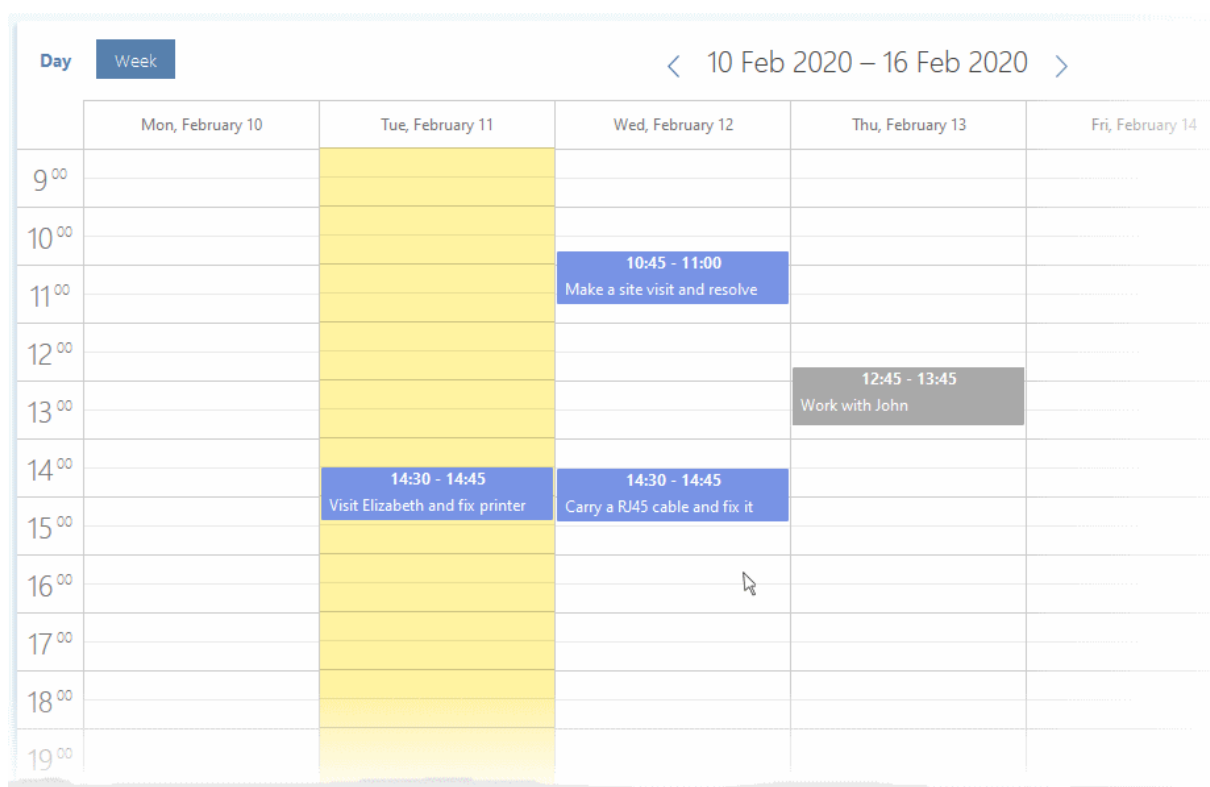 Day Week < 10 Feb 2020 – 16 Feb 2020 >
Mon, February 10 Tue, February 11 Wed, February 12 Thu, February 13 Fri, February 14
9 00
10 00
10:45 - 11:00
Make a site visit and resolve
11 00
12 00
12:45 - 13:45
Work with John
13 00
14 00
14:30 - 14:45 14:30 - 14:45
Visit Elizabeth and fix printer Carry a RJ45 cable and fix it
15 00
16 00
17 00
18 00
19 00